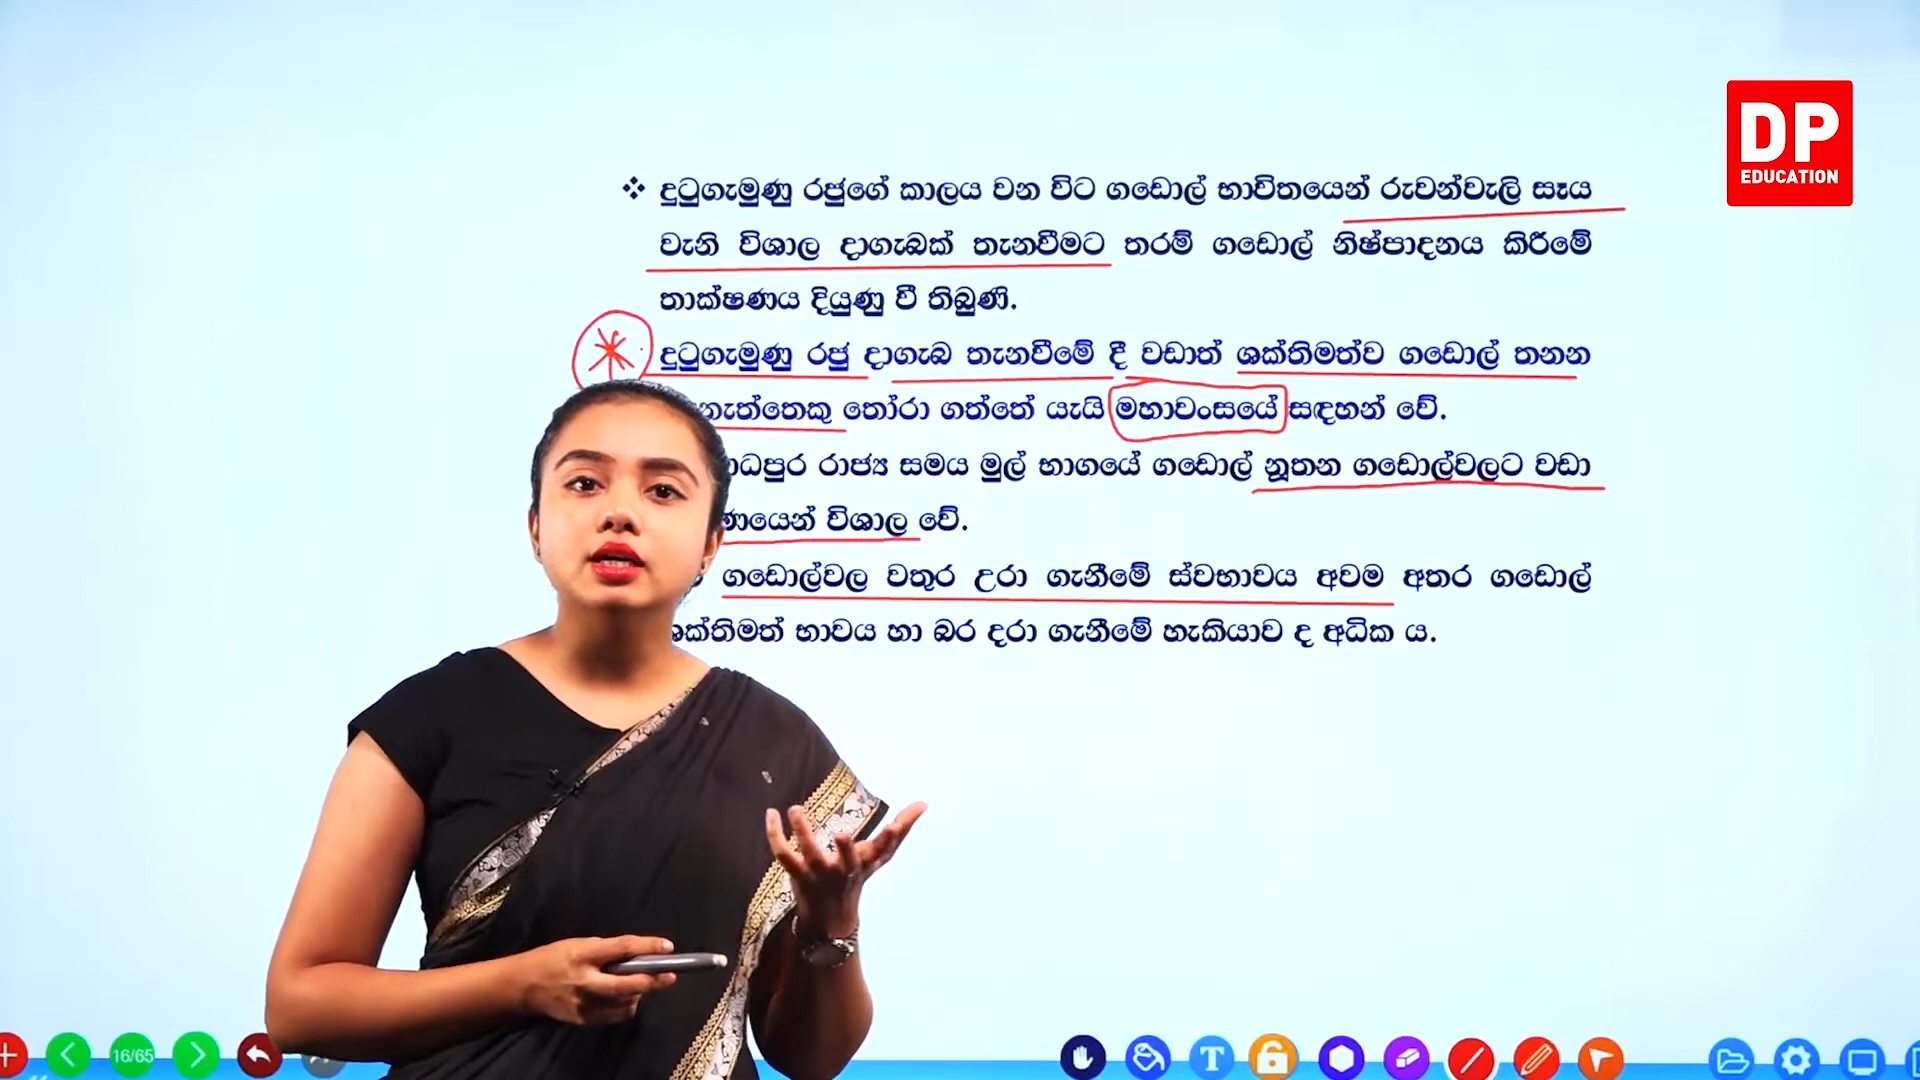 DP
EDUCATION
❖ දුටුගැමුණු රජුගේ කාලය වන විට ගඩොල් භාවිතයෙන් රුවන්වැලි සෑය
වැනි විශාල දාගැබක් තැනවීමට තරම් ගඩොල් නිෂ්පාදනය කිරීමේ
තාක්ෂණය දියුණු වී තිබුණි.
දුටුගැමුණු රජු දාගැබ තැනවීමේ දී වඩාත් ශක්තිමත්ව ගඩොල් තනන
තෝරා ගත්තේ යැයි මහාවංසයේ සඳහන් වේ.
රාජ්‍ය සමය මුල් භාගයේ ගඩොල් නූතන ගඩොල්වලට වඩා
විශාල වේ.
ගඩොල්වල වතුර උරා ගැනීමේ ස්වභාවය අවම අතර ගඩොල්
ශක්තිමත් භාවය හා බර දරා ගැනීමේ හැකියාව ද අධික ය.
16/65
T